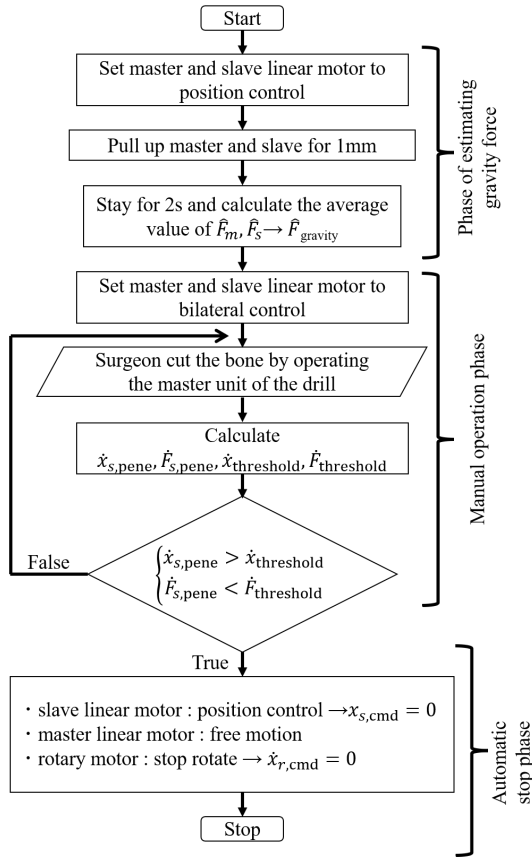 Start
Set master and slave linear motor to
position control
Pull up master and slave for 1mm
Stay for 2s and calculate the average
value of F̂m, F̂s→ F̂gravity
Phase of estimating
gravity force
Set master and slave linear motor to
bilateral control
Surgeon cut the bone by operating
the master unit of the drill
Calculate
ẋs,pene, Ḟs,pene, ẋthreshold, Ḟthreshold
False
{ẋs,pene > ẋthreshold
Ḟs,pene < Ḟthreshold
Manual operation phase
True
・slave linear motor : position control →xs,cmd = 0
・master linear motor : free motion
・rotary motor : stop rotate → ẋr,cmd = 0
Automatic
stop phase
Stop